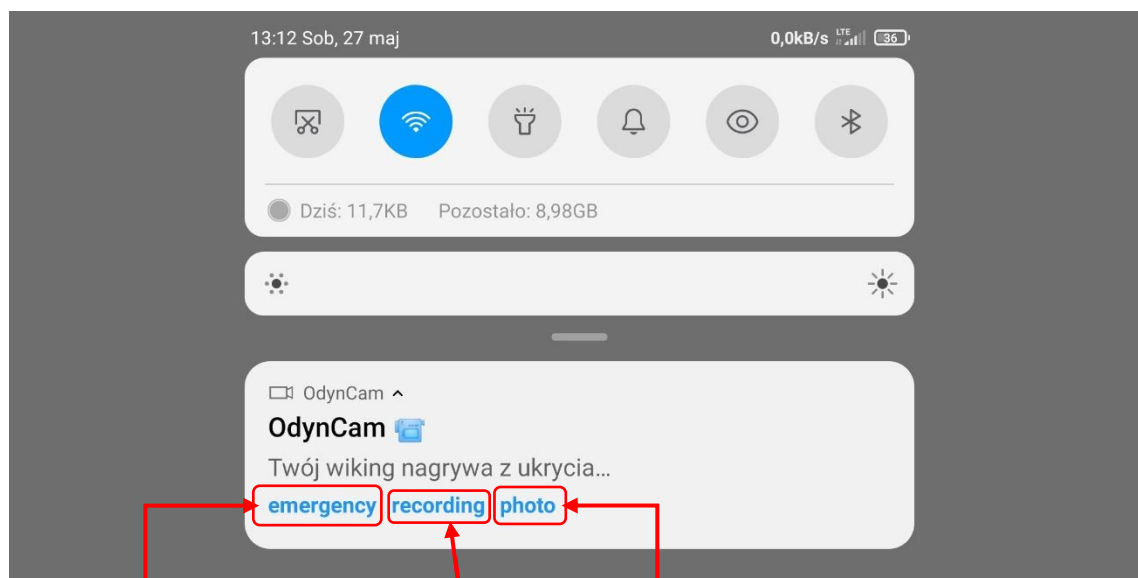 13:12 Sob, 27 maj 0,0kB/s LTE 36
Dziś: 11,7KB Pozostało: 8,98GB
OdynCam
OdynCam
Twój wiking nagrywa z ukrycia...
emergency recording photo